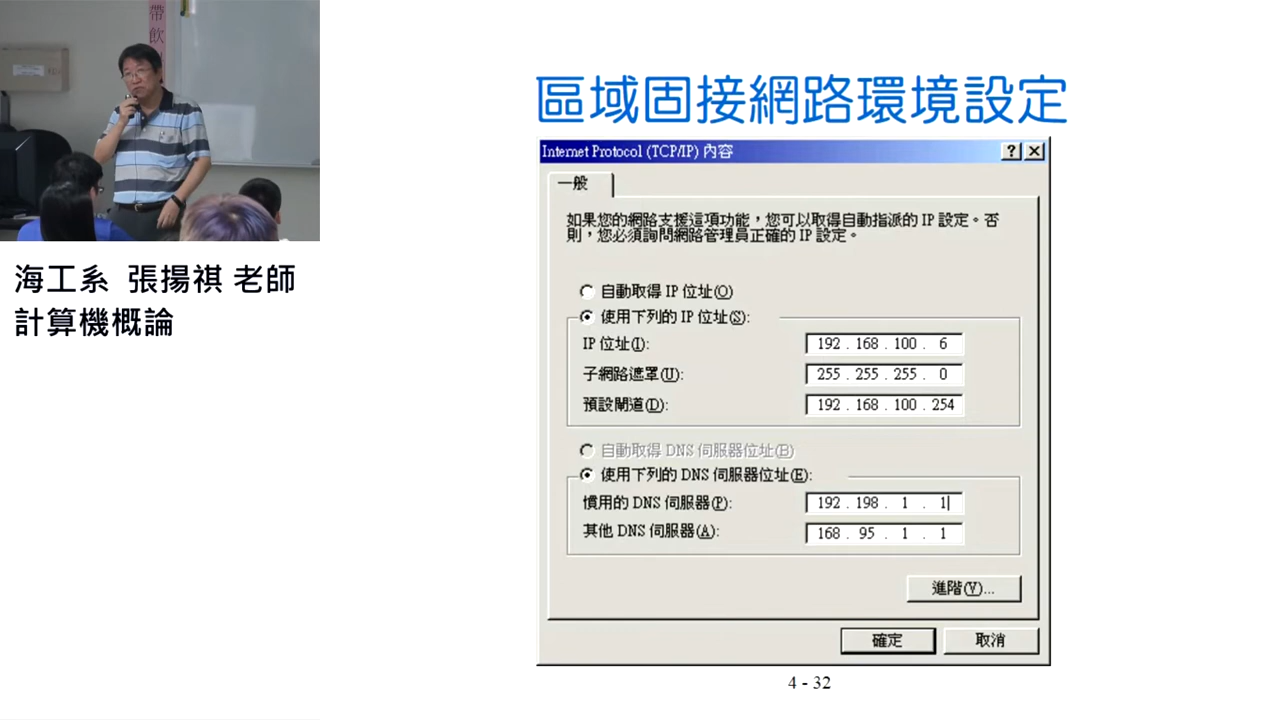 帶
飲
海工系 張揚祺 老師
計算機概論
區域固接網路環境設定
Internet Protocol (TCP/IP) 內容
一般
如果您的網路支援這項功能，您可以取得自動指派的 IP 設定。否
則，您必須詢問網路管理員正確的 IP 設定。
自動取得 IP 位址(O)
使用下列的 IP 位址(S):
IP 位址(I): 192 . 168 . 100 . 6
子網路遮罩(U): 255 . 255 . 255 . 0
預設閘道(D): 192 . 168 . 100 . 254
自動取得 DNS 伺服器位址(B)
使用下列的 DNS 伺服器位址(E):
慣用的 DNS 伺服器(P): 192 . 198 . 1 . 1
其他 DNS 伺服器(A): 168 . 95 . 1 . 1
進階(V)...
確定 取消
4 - 32